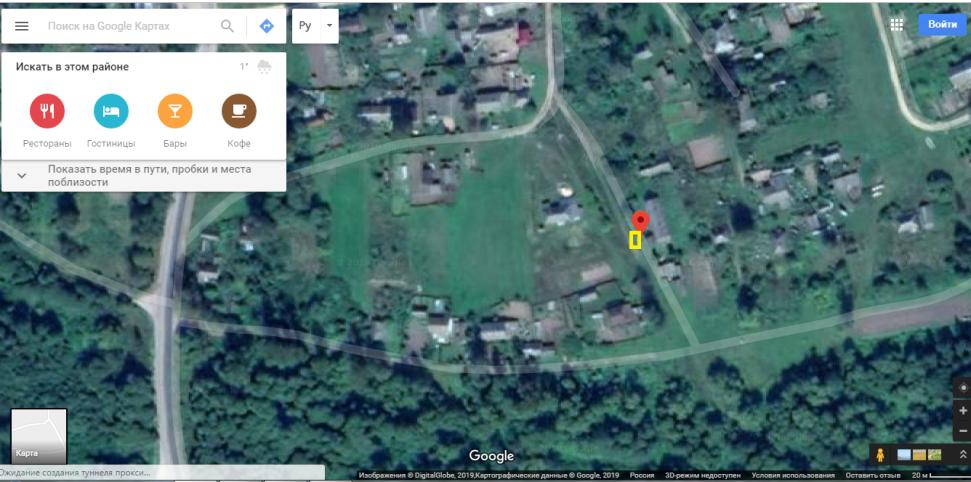 Поиск на Google Картах
Ру
Войти
Искать в этом районе
1°
Рестораны Гостиницы Бары Кофе
Показать время в пути, пробки и места
поблизости
Карта
Google
Ожидание создания туннеля прокси...
Изображения © DigitalGlobe, 2019,Картографические данные © Google, 2019 Россия 3D-режим недоступен Условия использования Оставить отзыв 20 м